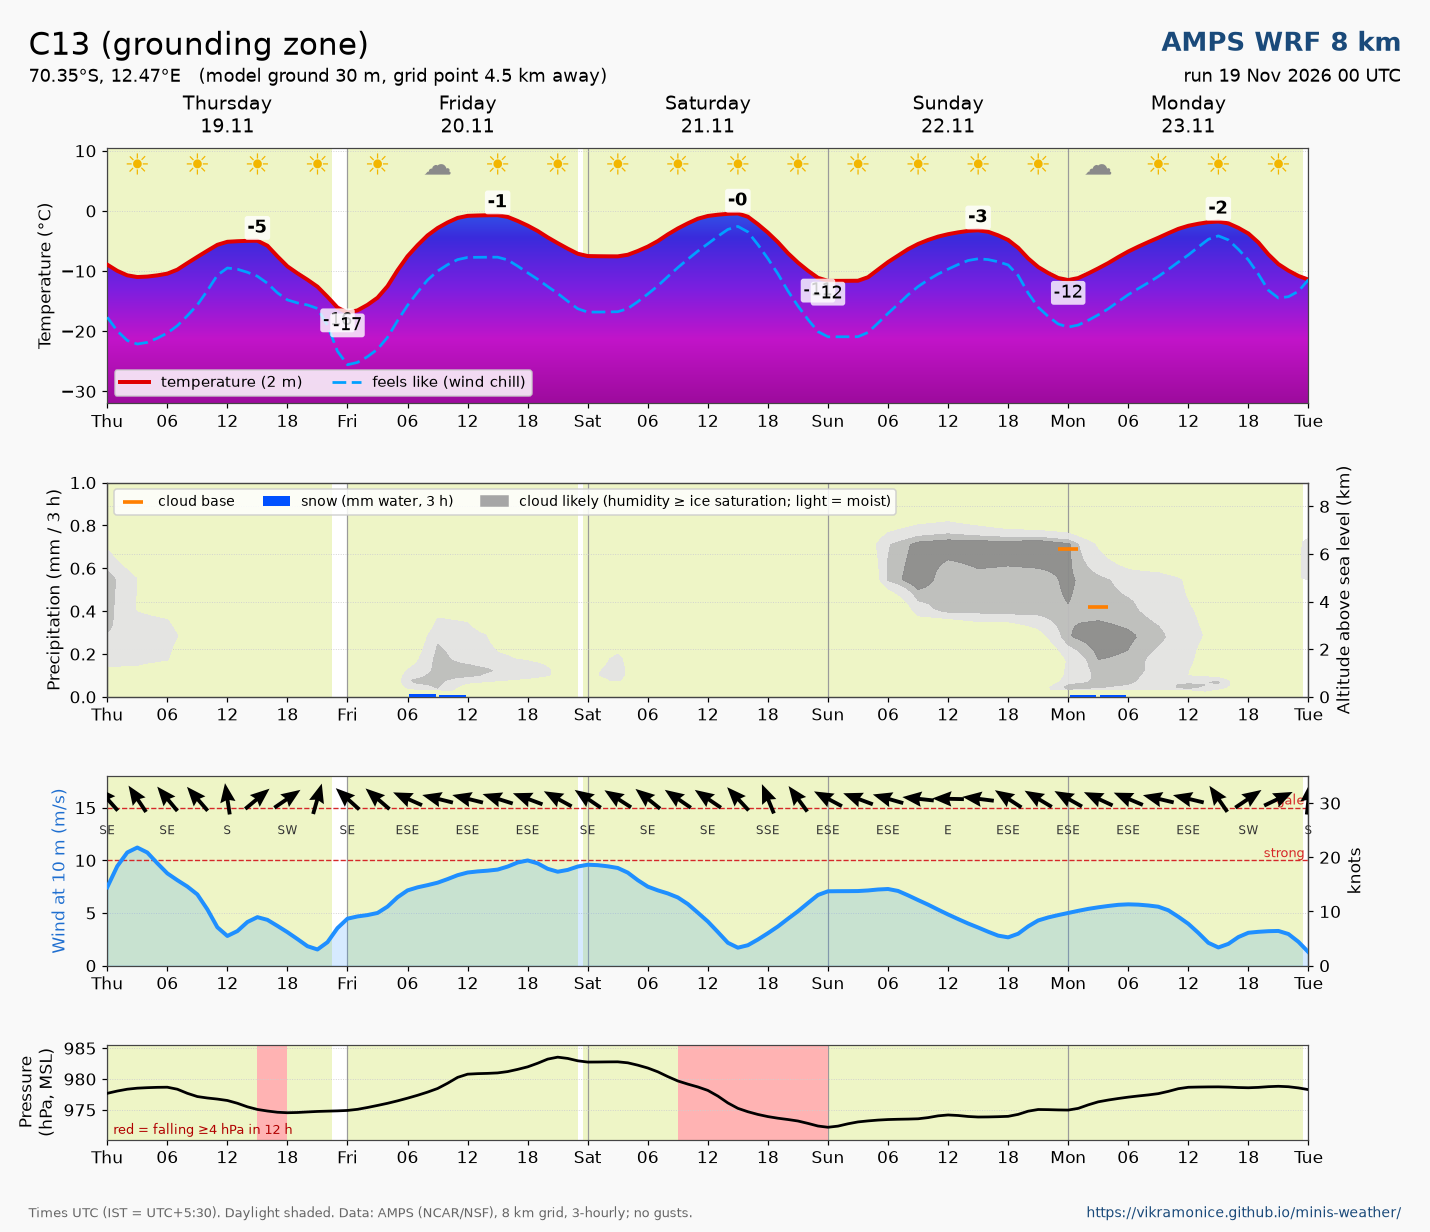 C13 (grounding zone)
AMPS WRF 8 km
70.35°S, 12.47°E (model ground 30 m, grid point 4.5 km away)
run 19 Nov 2026 00 UTC
Thursday Friday Saturday Sunday Monday
19.11 20.11 21.11 22.11 23.11
Temperature (°C)
10
0
−10
−20
−30
-5 -1 -0 -3 -2
-17 -12 -12
temperature (2 m) feels like (wind chill)
Thu 06 12 18 Fri 06 12 18 Sat 06 12 18 Sun 06 12 18 Mon 06 12 18 Tue
Precipitation (mm / 3 h)
1.0
0.8
0.6
0.4
0.2
0.0
cloud base snow (mm water, 3 h) cloud likely (humidity ≥ ice saturation; light = moist)
8
6
4
2
0
Altitude above sea level (km)
Thu 06 12 18 Fri 06 12 18 Sat 06 12 18 Sun 06 12 18 Mon 06 12 18 Tue
Wind at 10 m (m/s)
15
10
5
0
SE SE S SW SE ESE ESE ESE SE SE SE SSE ESE ESE E ESE ESE ESE ESE SW S
gale
strong
30
20
10
0
knots
Thu 06 12 18 Fri 06 12 18 Sat 06 12 18 Sun 06 12 18 Mon 06 12 18 Tue
Pressure
(hPa, MSL)
985
980
975
red = falling ≥4 hPa in 12 h
Thu 06 12 18 Fri 06 12 18 Sat 06 12 18 Sun 06 12 18 Mon 06 12 18 Tue
Times UTC (IST = UTC+5:30). Daylight shaded. Data: AMPS (NCAR/NSF), 8 km grid, 3-hourly; no gusts.
https://vikramonice.github.io/minis-weather/